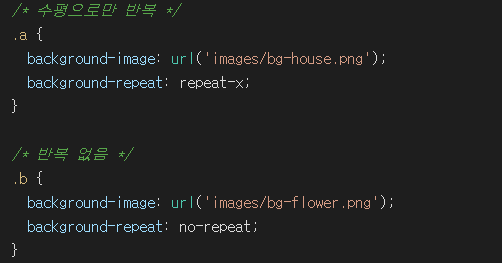 /* 수평으로만 반복 */
.a {
  background-image: url('images/bg-house.png');
  background-repeat: repeat-x;
}

/* 반복 없음 */
.b {
  background-image: url('images/bg-flower.png');
  background-repeat: no-repeat;
}